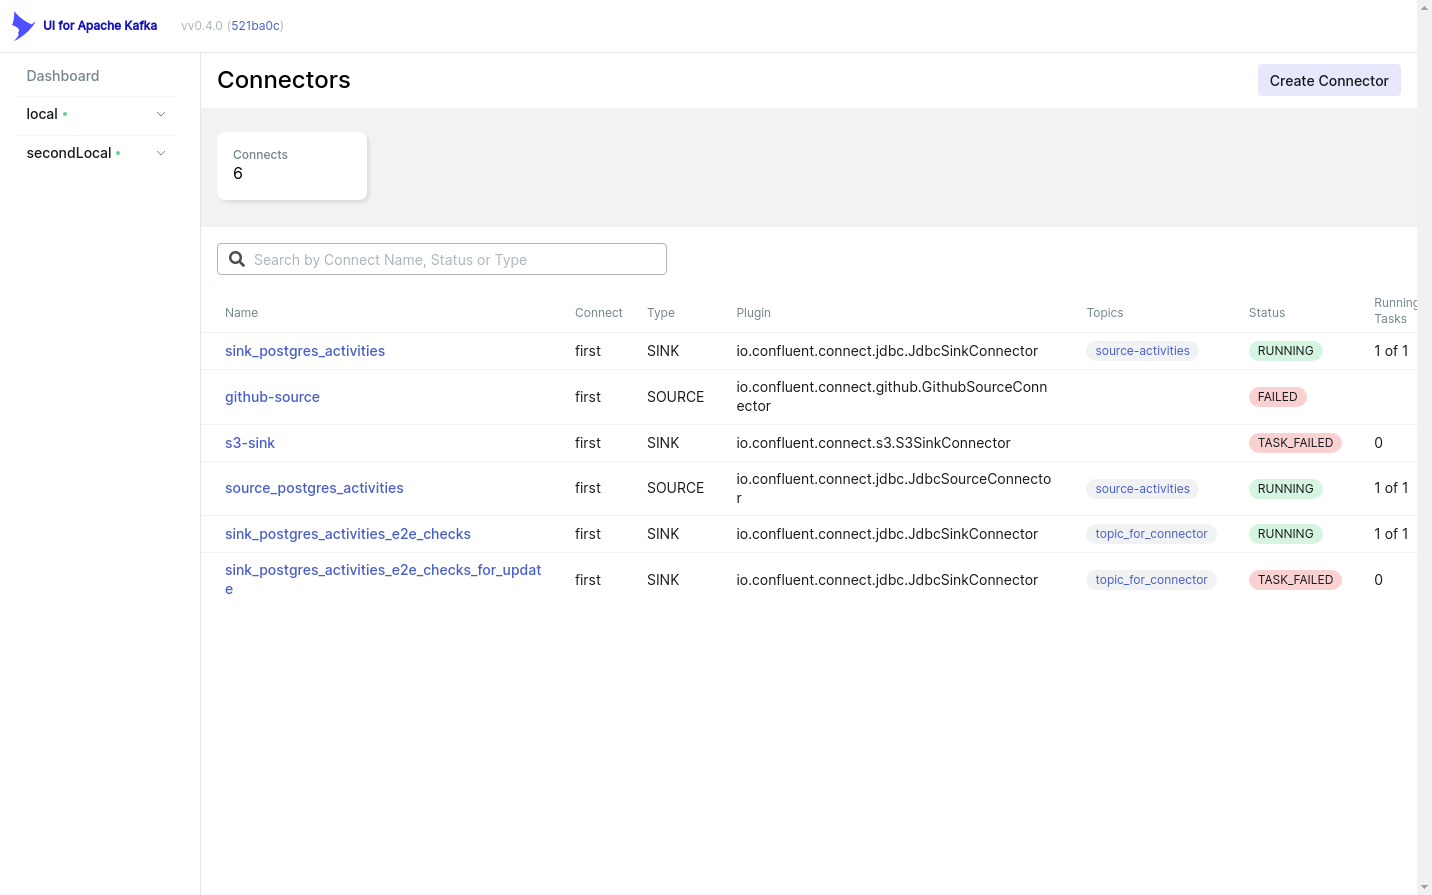 UI for Apache Kafka
vv0.4.0 (521ba0c)
Dashboard
local
secondLocal
Connectors
Create Connector
Connects
6
Search by Connect Name, Status or Type
Name Connect Type Plugin Topics Status Running
Tasks
sink_postgres_activities first SINK io.confluent.connect.jdbc.JdbcSinkConnector source-activities RUNNING 1 of 1
github-source first SOURCE io.confluent.connect.github.GithubSourceConn
ector FAILED
s3-sink first SINK io.confluent.connect.s3.S3SinkConnector TASK_FAILED 0
source_postgres_activities first SOURCE io.confluent.connect.jdbc.JdbcSourceConnecto
r source-activities RUNNING 1 of 1
sink_postgres_activities_e2e_checks first SINK io.confluent.connect.jdbc.JdbcSinkConnector topic_for_connector RUNNING 1 of 1
sink_postgres_activities_e2e_checks_for_updat
e first SINK io.confluent.connect.jdbc.JdbcSinkConnector topic_for_connector TASK_FAILED 0